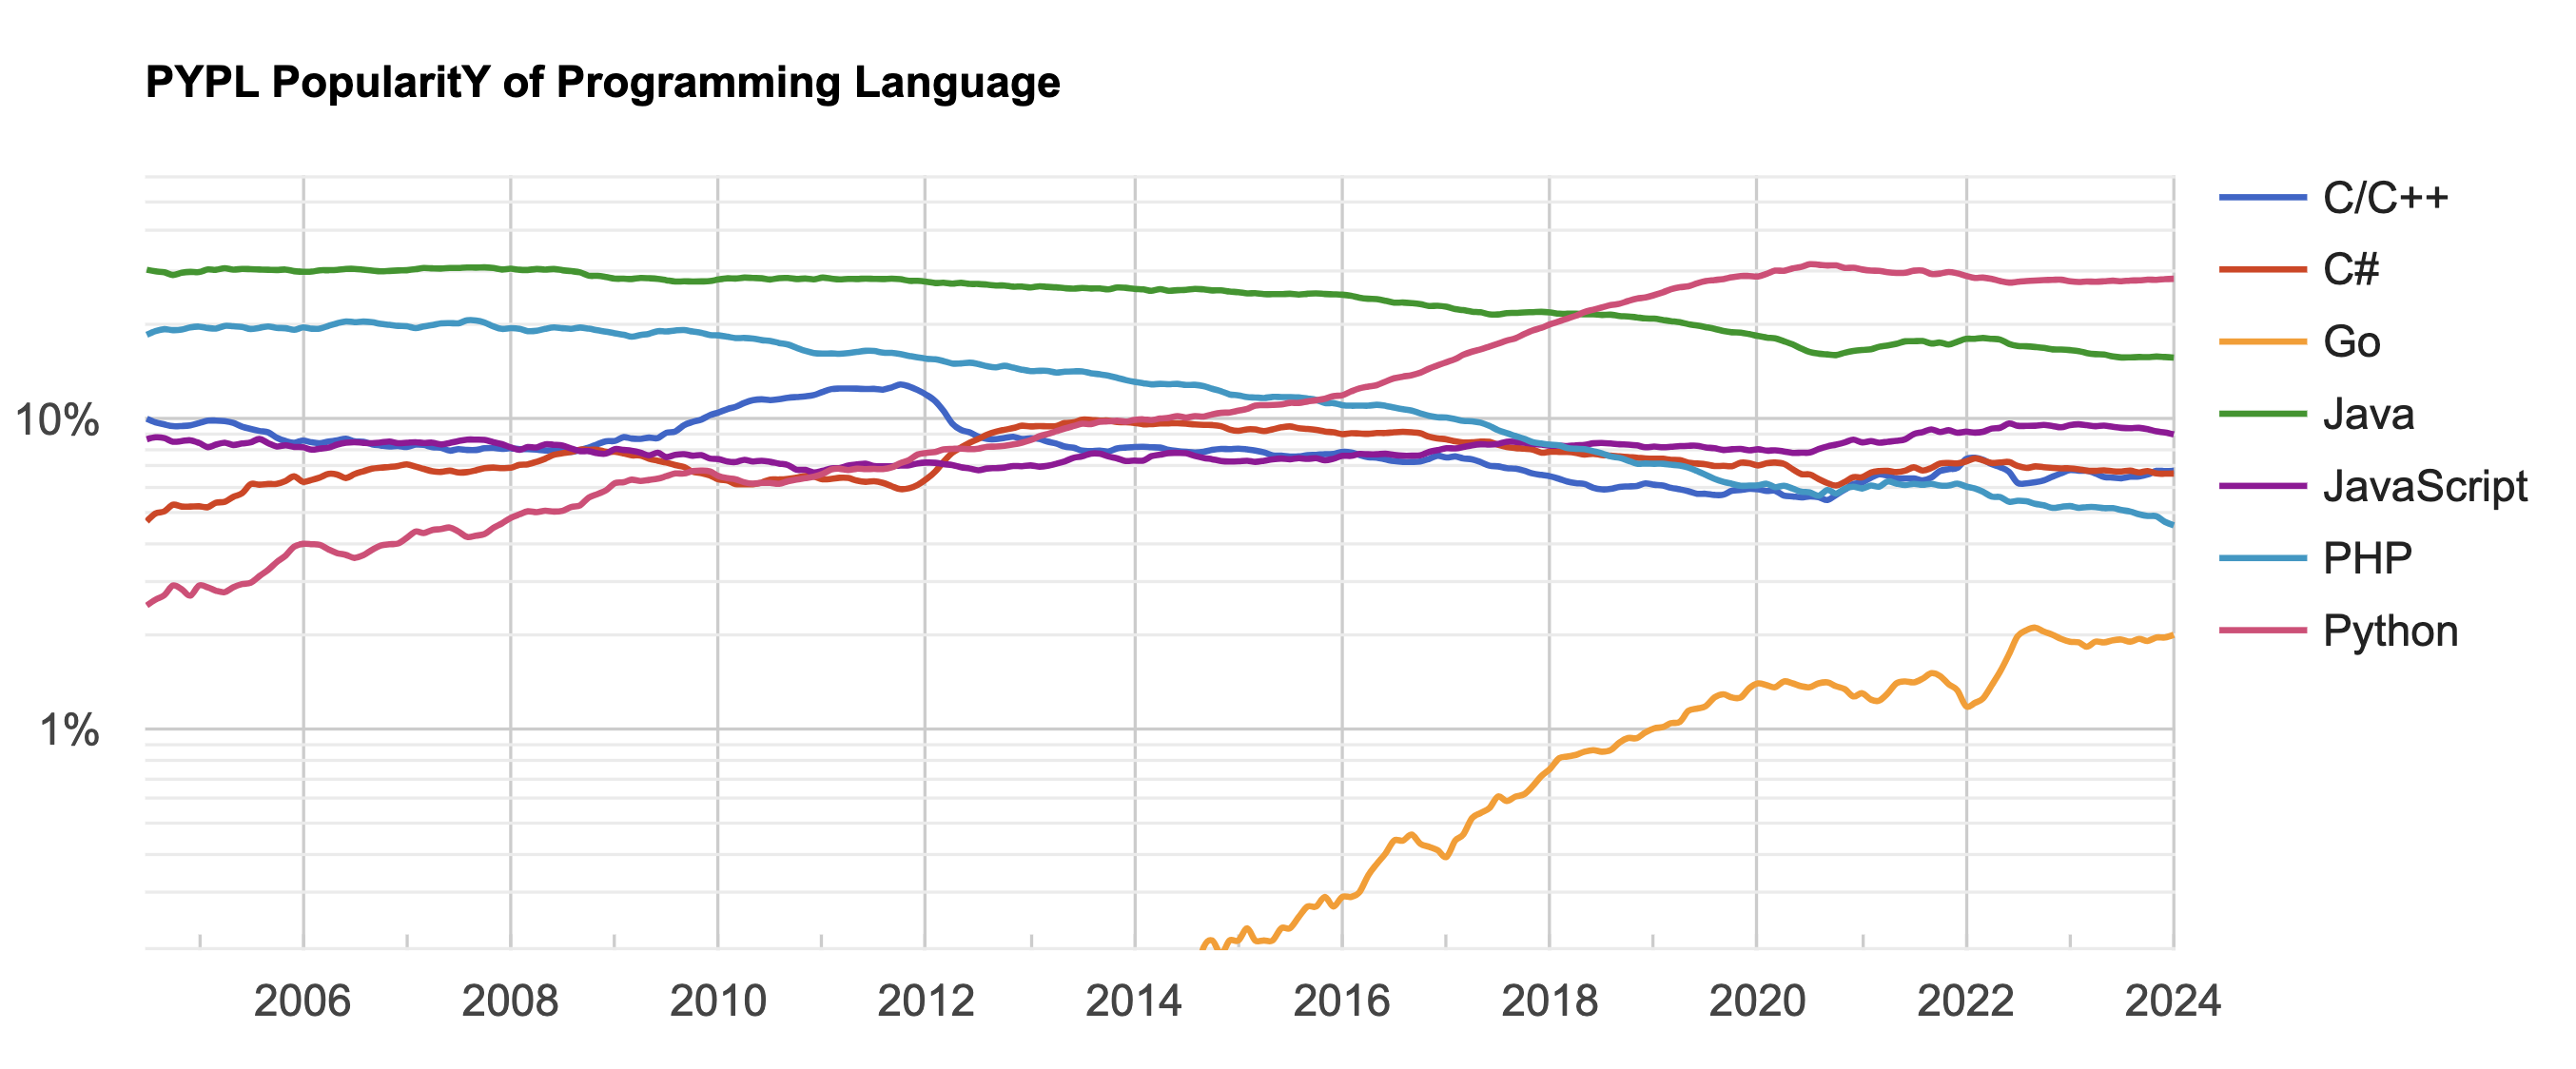 PYPL PopularitY of Programming Language
C/C++
C#
Go
Java
JavaScript
PHP
Python
10%
1%
2006 2008 2010 2012 2014 2016 2018 2020 2022 2024